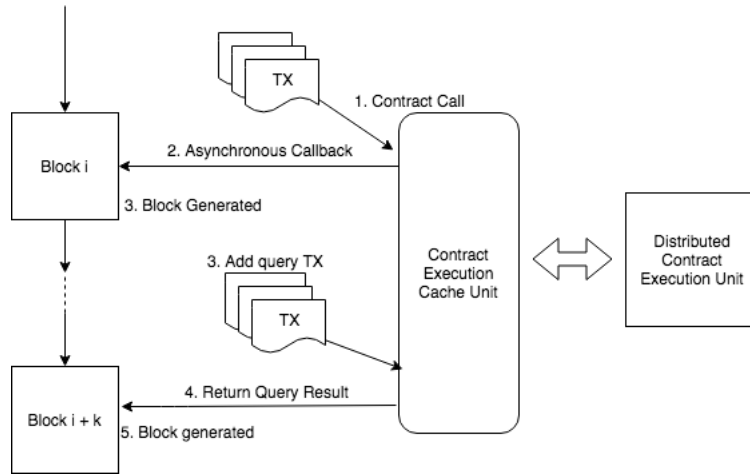 TX
1. Contract Call
2. Asynchronous Callback
Block i
3. Block Generated
Contract
Execution
Cache Unit
Distributed
Contract
Execution Unit
3. Add query TX
TX
4. Return Query Result
Block i + k
5. Block generated